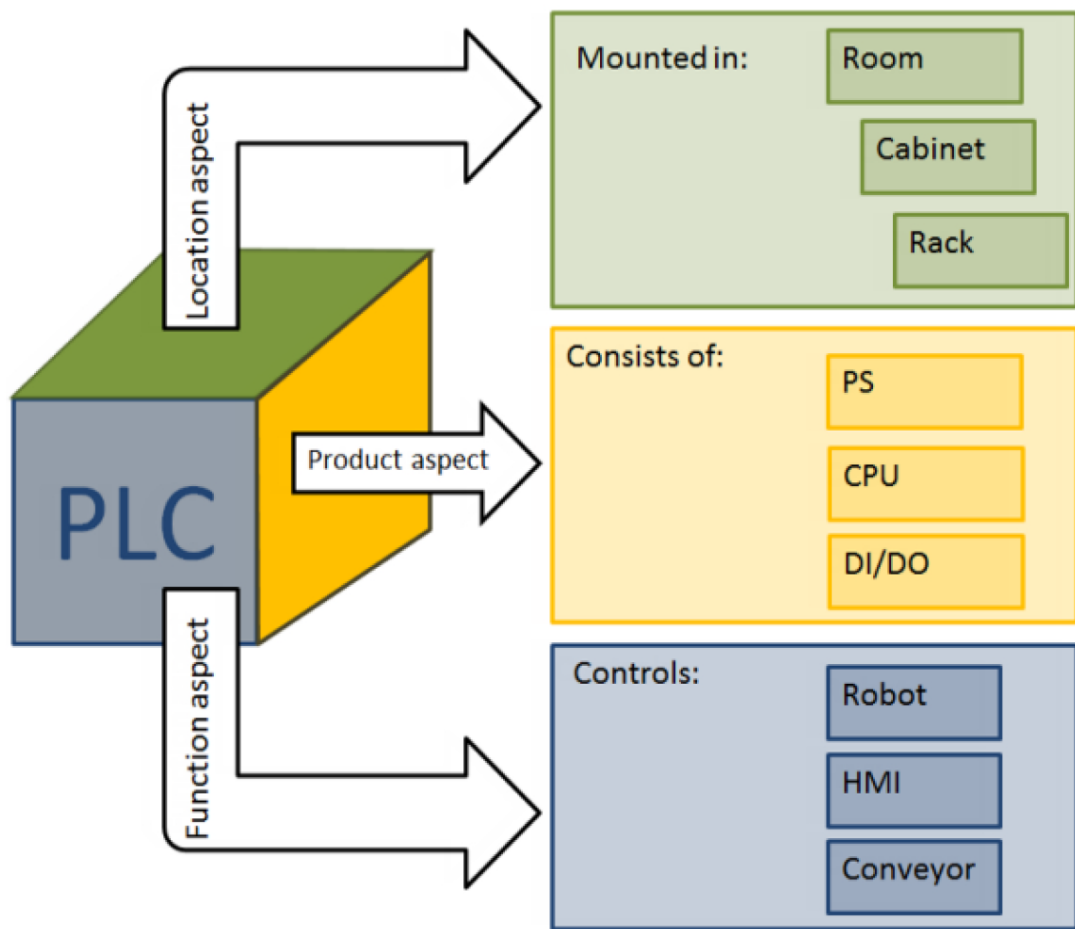 Location aspect
Mounted in:
Room
Cabinet
Rack
PLC
Product aspect
Consists of:
PS
CPU
DI/DO
Function aspect
Controls:
Robot
HMI
Conveyor